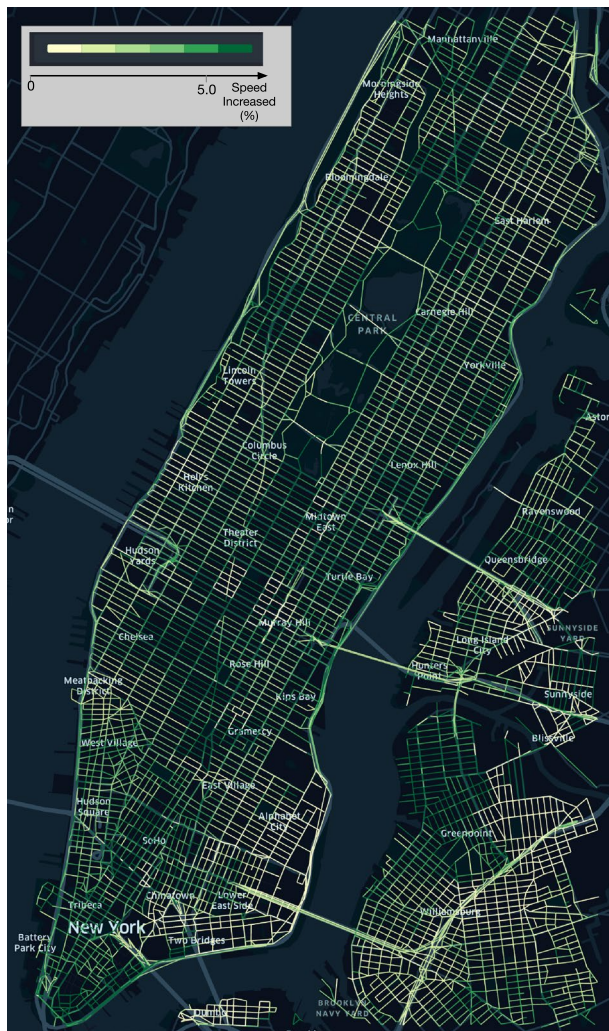 0
5.0
Speed
Increased
(%)
Manhattanville
Morningside
Heights
Bloomingdale
East Harlem
Carnegie Hill
CENTRAL
PARK
Yorkville
Lincoln
Towers
Columbus
Circle
Lenox Hill
Hell's
Kitchen
Midtown
East
Theater
District
Hudson
Yards
Turtle Bay
Murray Hill
Chelsea
Rose Hill
Kips Bay
Meatpacking
District
Gramercy
West Village
East Village
Hudson
Square
Alphabet
City
SoHo
Chinatown
Lower
East Side
Tribeca
New York
Two Bridges
Battery
Park City
Dumbo
BROOKLYN
NAVY YARD
Williamsburg
Greenpoint
Blissville
Sunnyside
Hunters
Point
Long Island
City
SUNNYSIDE
YARD
Queensbridge
Ravenswood
Astor
n
or